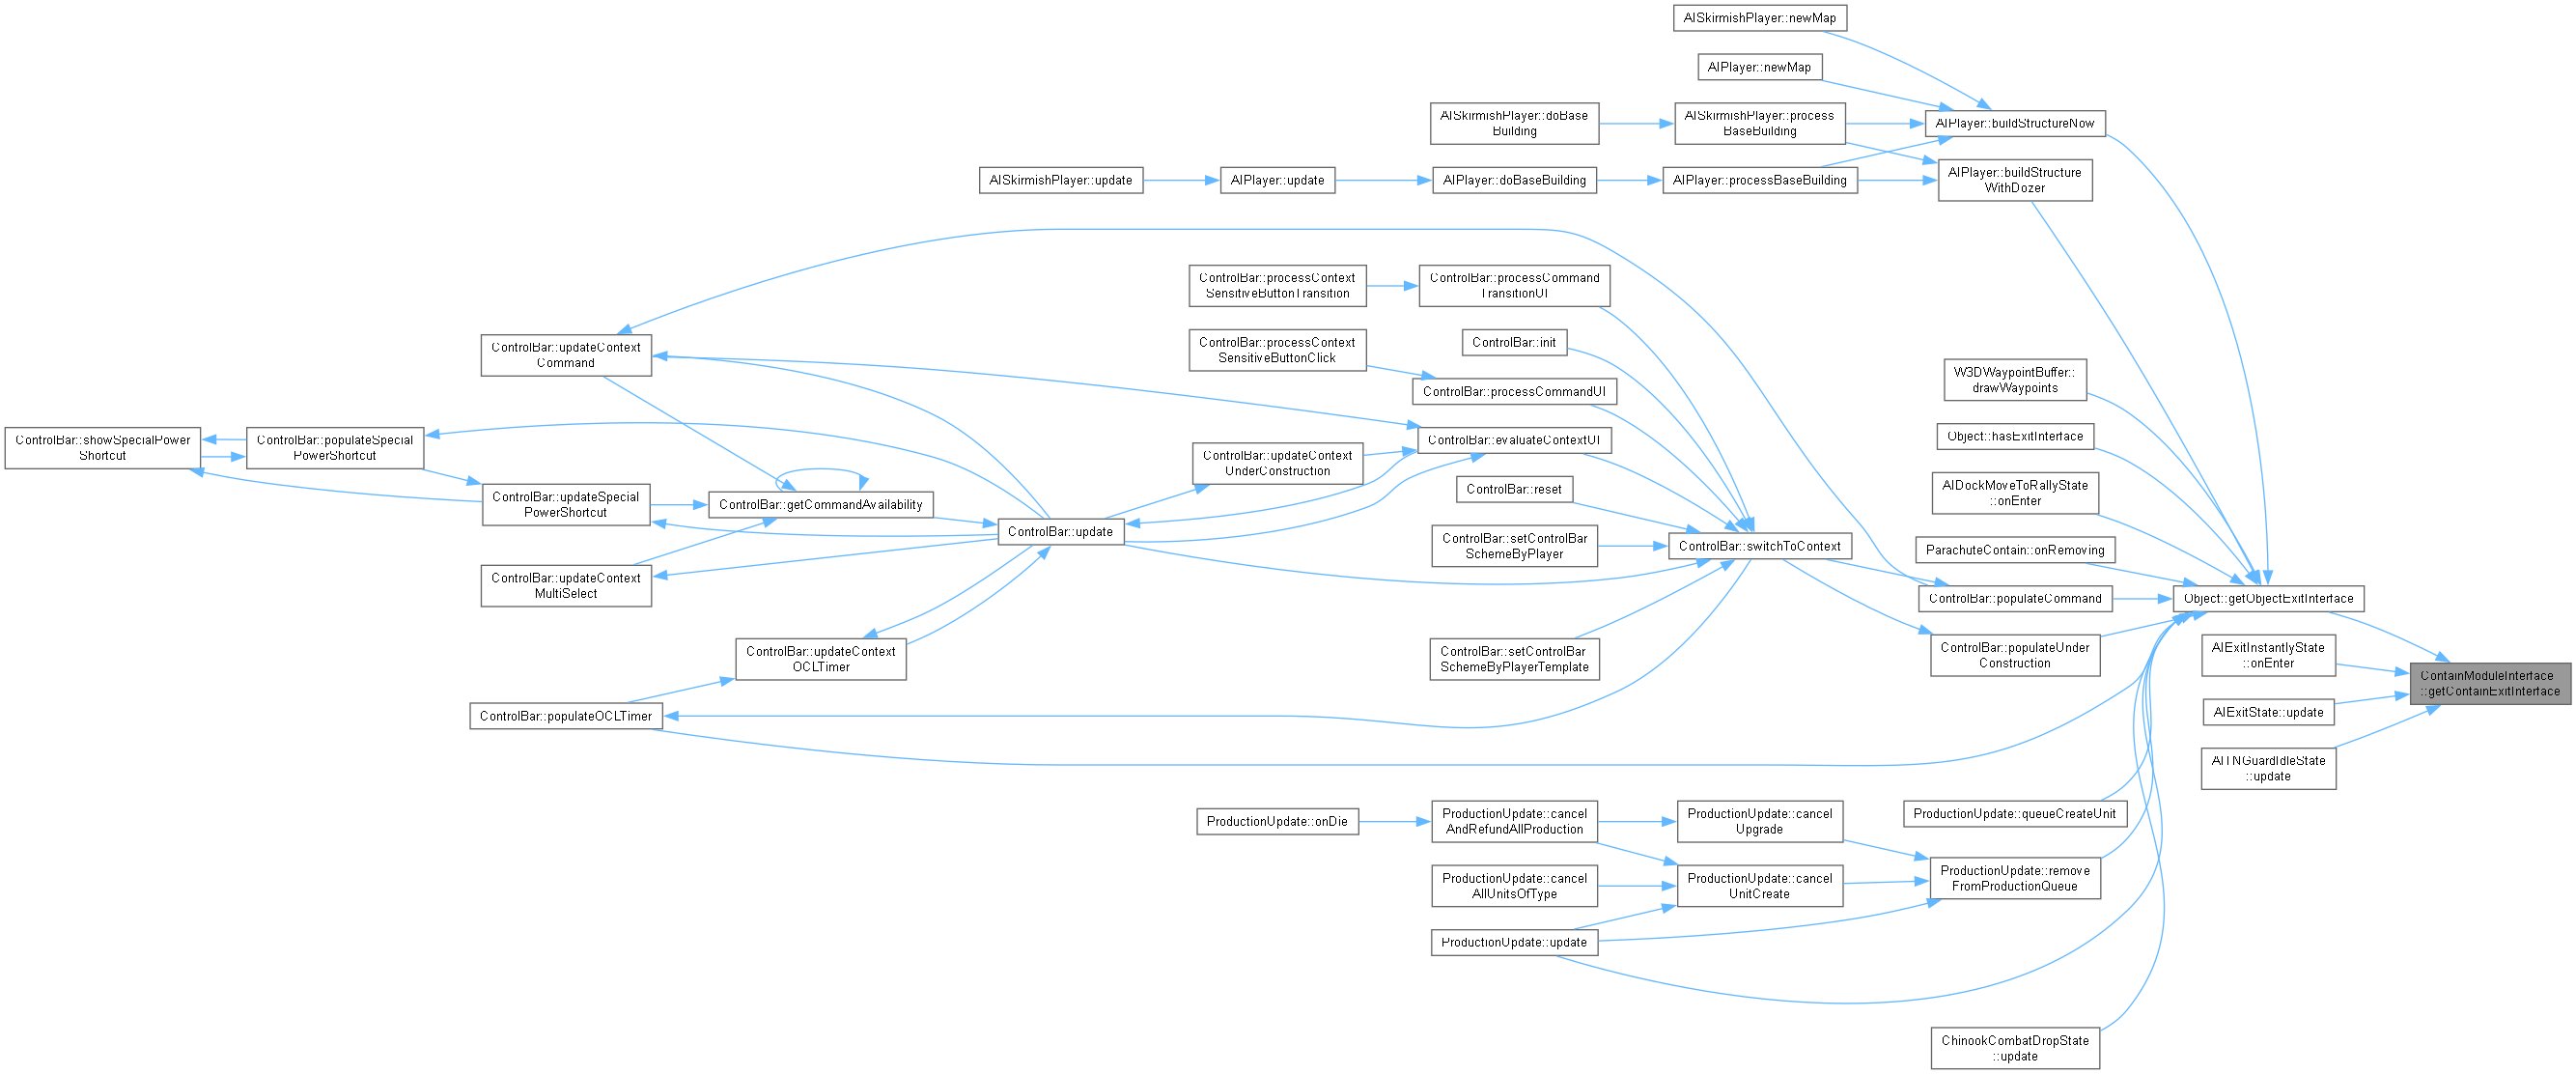 AISkirmishPlayer::newMap
AIPlayer::newMap
AISkirmishPlayer::doBase
Building
AISkirmishPlayer::process
BaseBuilding
AIPlayer::buildStructureNow
AISkirmishPlayer::update
AIPlayer::update
AIPlayer::doBaseBuilding
AIPlayer::processBaseBuilding
AIPlayer::buildStructure
WithDozer
ControlBar::processContext
SensitiveButtonTransition
ControlBar::processCommand
TransitionUI
ControlBar::updateContext
Command
ControlBar::processContext
SensitiveButtonClick
ControlBar::init
ControlBar::processCommandUI
W3DWaypointBuffer::
drawWaypoints
ControlBar::showSpecialPower
Shortcut
ControlBar::populateSpecial
PowerShortcut
ControlBar::evaluateContextUI
Object::hasExitInterface
ControlBar::updateContext
UnderConstruction
ControlBar::updateSpecial
PowerShortcut
ControlBar::getCommandAvailability
ControlBar::reset
AIDockMoveToRallyState
::onEnter
ControlBar::update
ControlBar::setControlBar
SchemeByPlayer
ControlBar::switchToContext
ParachuteContain::onRemoving
ControlBar::updateContext
MultiSelect
ControlBar::populateCommand
Object::getObjectExitInterface
ControlBar::updateContext
OCLTimer
ControlBar::setControlBar
SchemeByPlayerTemplate
ControlBar::populateUnder
Construction
AIExitInstantlyState
::onEnter
ContainModuleInterface
::getContainExitInterface
ControlBar::populateOCLTimer
AIExitState::update
AITNGuardIdleState
::update
ProductionUpdate::onDie
ProductionUpdate::cancel
AndRefundAllProduction
ProductionUpdate::cancel
Upgrade
ProductionUpdate::queueCreateUnit
ProductionUpdate::cancel
AllUnitsOfType
ProductionUpdate::cancel
UnitCreate
ProductionUpdate::remove
FromProductionQueue
ProductionUpdate::update
ChinookCombatDropState
::update